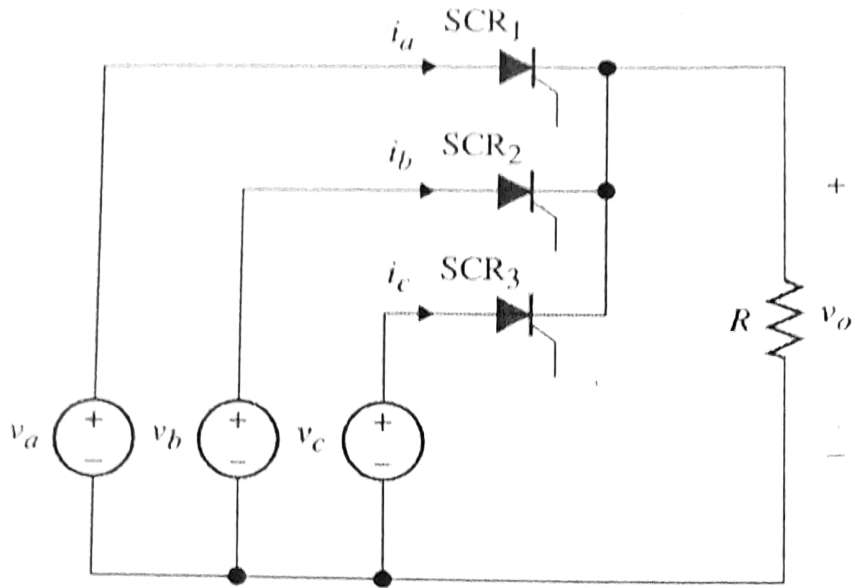 i_a SCR_1
i_b SCR_2
+
i_c SCR_3
R v_o
v_a + v_b + v_c +
− − − −